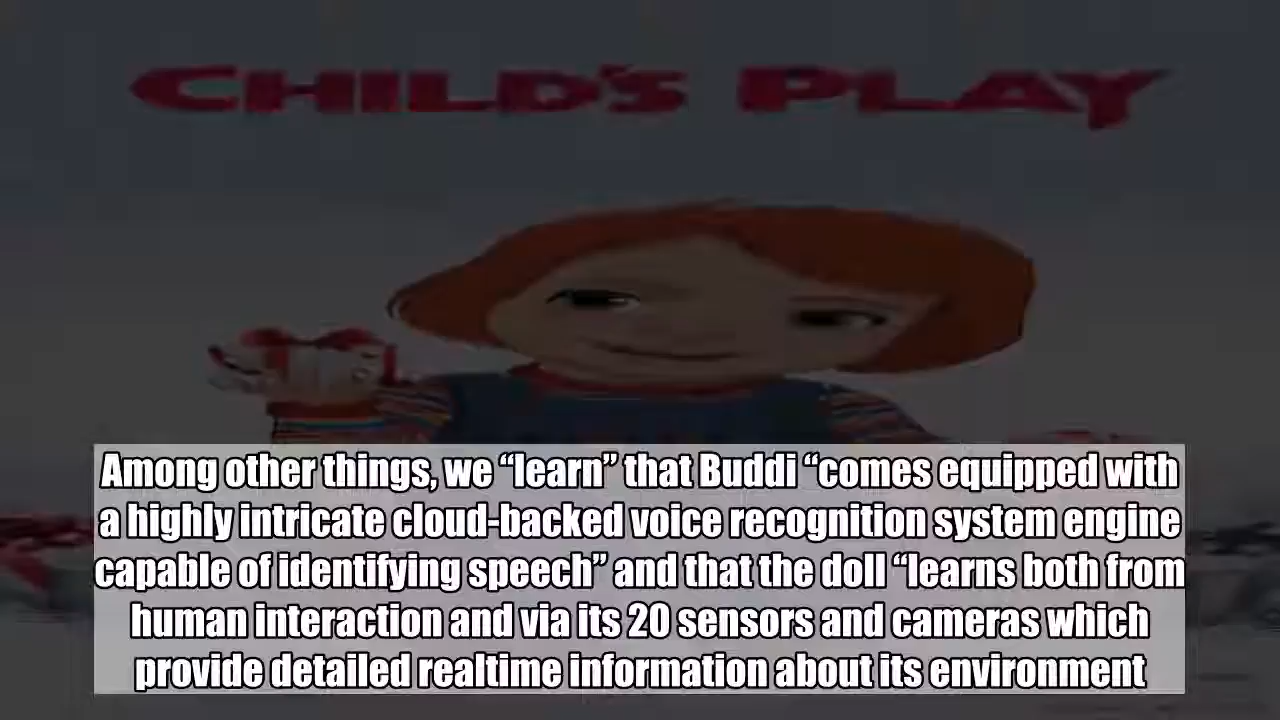 CHILD'S PLAY
Among other things, we “learn” that Buddi “comes equipped with
a highly intricate cloud-backed voice recognition system engine
capable of identifying speech” and that the doll “learns both from
human interaction and via its 20 sensors and cameras which
provide detailed realtime information about its environment